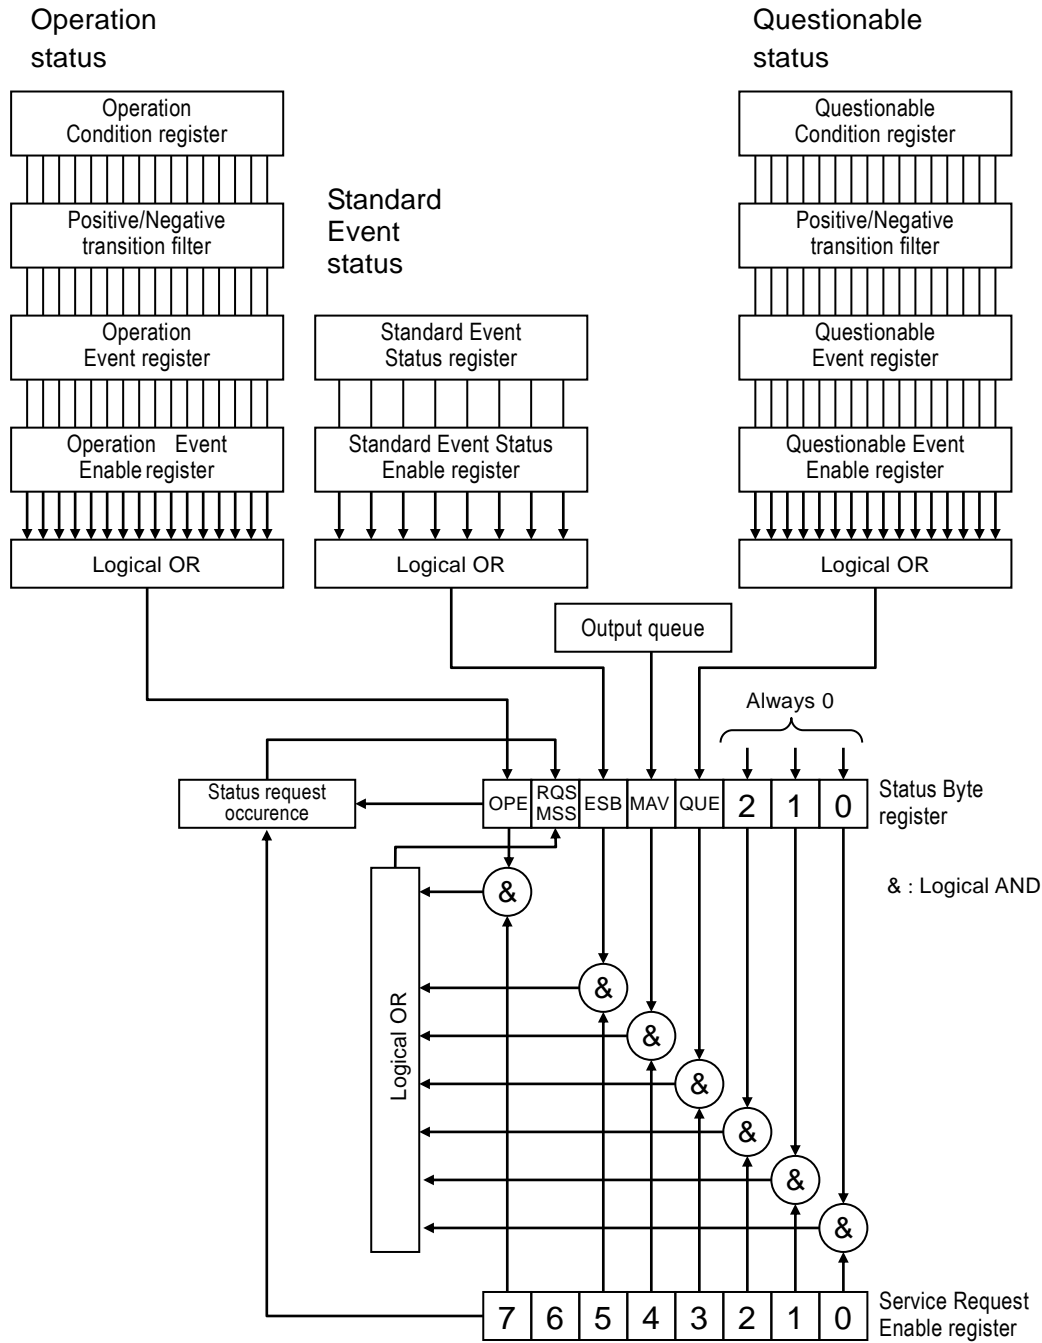 Operation
status
Questionable
status
Operation
Condition register
Questionable
Condition register
Standard
Event
status
Positive/Negative
transition filter
Positive/Negative
transition filter
Operation
Event register
Standard Event
Status register
Questionable
Event register
Operation Event
Enable register
Standard Event Status
Enable register
Questionable Event
Enable register
Logical OR
Logical OR
Logical OR
Output queue
Always 0
Status request
occurence
OPE
RQS
MSS
ESB
MAV
QUE
2
1
0
Status Byte
register
&
& : Logical AND
&
&
&
&
&
&
Logical OR
7
6
5
4
3
2
1
0
Service Request
Enable register